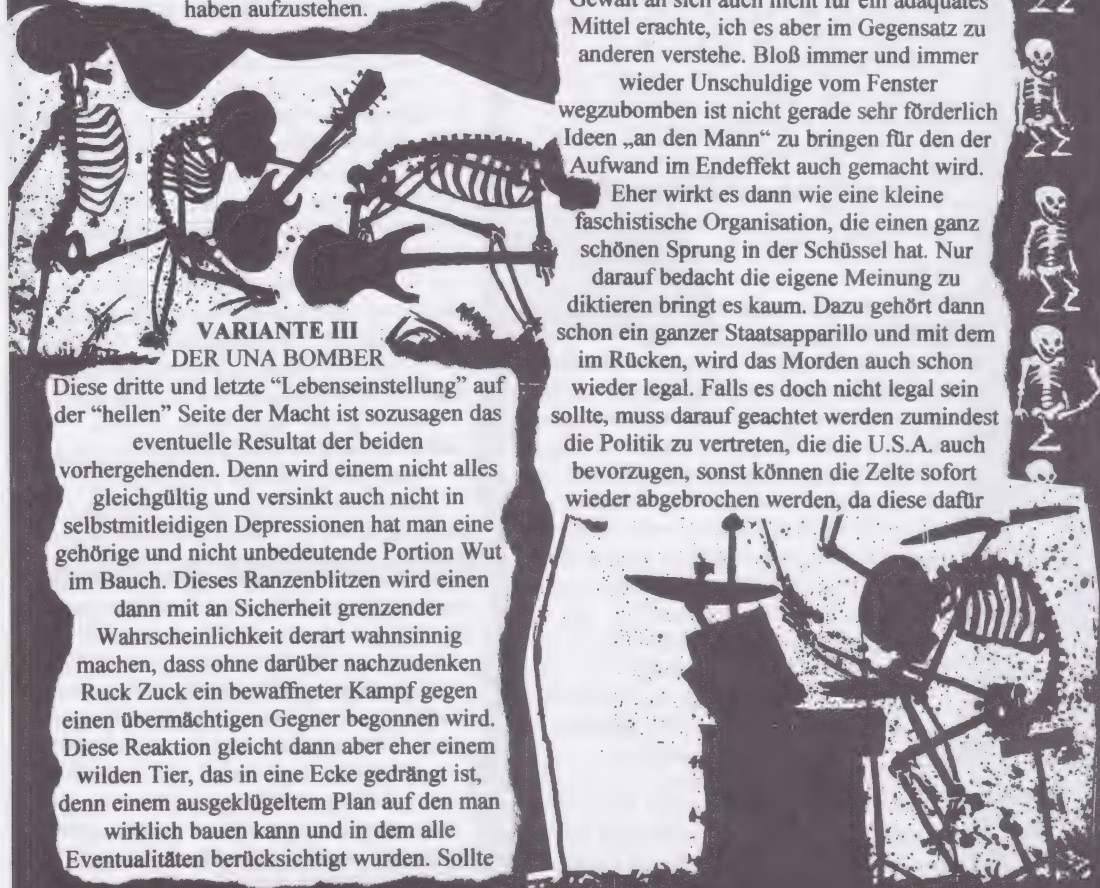 haben aufzustehen.
VARIANTE III
DER UNA BOMBER
Diese dritte und letzte “Lebenseinstellung” auf
der “hellen” Seite der Macht ist sozusagen das
eventuelle Resultat der beiden
vorhergehenden. Denn wird einem nicht alles
gleichgültig und versinkt auch nicht in
selbstmitleidigen Depressionen hat man eine
gehörige und nicht unbedeutende Portion Wut
im Bauch. Dieses Ranzenblitzen wird einen
dann mit an Sicherheit grenzender
Wahrscheinlichkeit derart wahnsinnig
machen, dass ohne darüber nachzudenken
Ruck Zuck ein bewaffneter Kampf gegen
einen übermächtigen Gegner begonnen wird.
Diese Reaktion gleicht dann aber eher einem
wilden Tier, das in eine Ecke gedrängt ist,
denn einem ausgeklügeltem Plan auf den man
wirklich bauen kann und in dem alle
Eventualitäten berücksichtigt wurden. Sollte
Gewalt an sich auch nicht für ein adäquates
Mittel erachte, ich es aber im Gegensatz zu
anderen verstehe. Bloß immer und immer
wieder Unschuldige vom Fenster
wegzubomben ist nicht gerade sehr förderlich
Ideen „an den Mann“ zu bringen für den der
Aufwand im Endeffekt auch gemacht wird.
Eher wirkt es dann wie eine kleine
faschistische Organisation, die einen ganz
schönen Sprung in der Schüssel hat. Nur
darauf bedacht die eigene Meinung zu
diktieren bringt es kaum. Dazu gehört dann
schon ein ganzer Staatsapparillo und mit dem
im Rücken, wird das Morden auch schon
wieder legal. Falls es doch nicht legal sein
sollte, muss darauf geachtet werden zumindest
die Politik zu vertreten, die die U.S.A. auch
bevorzugen, sonst können die Zelte sofort
wieder abgebrochen werden, da diese dafür